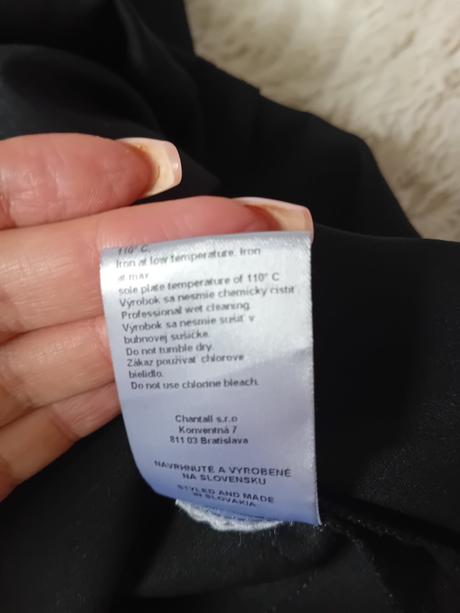 110° C.
Iron at low temperature. Iron
at max.
sole plate temperature of 110° C
Výrobok sa nesmie chemicky čistiť
Professional wet cleaning.
Výrobok sa nesmie sušiť v
bubnovej sušičke.
Do not tumble dry.
Zákaz používať chlórové
bielidlo.
Do not use chlorine bleach.
Chantall s.r.o
Konventná 7
811 03 Bratislava
NAVRHNUTÉ A VYROBENÉ
NA SLOVENSKU
STYLED AND MADE
IN SLOVAKIA